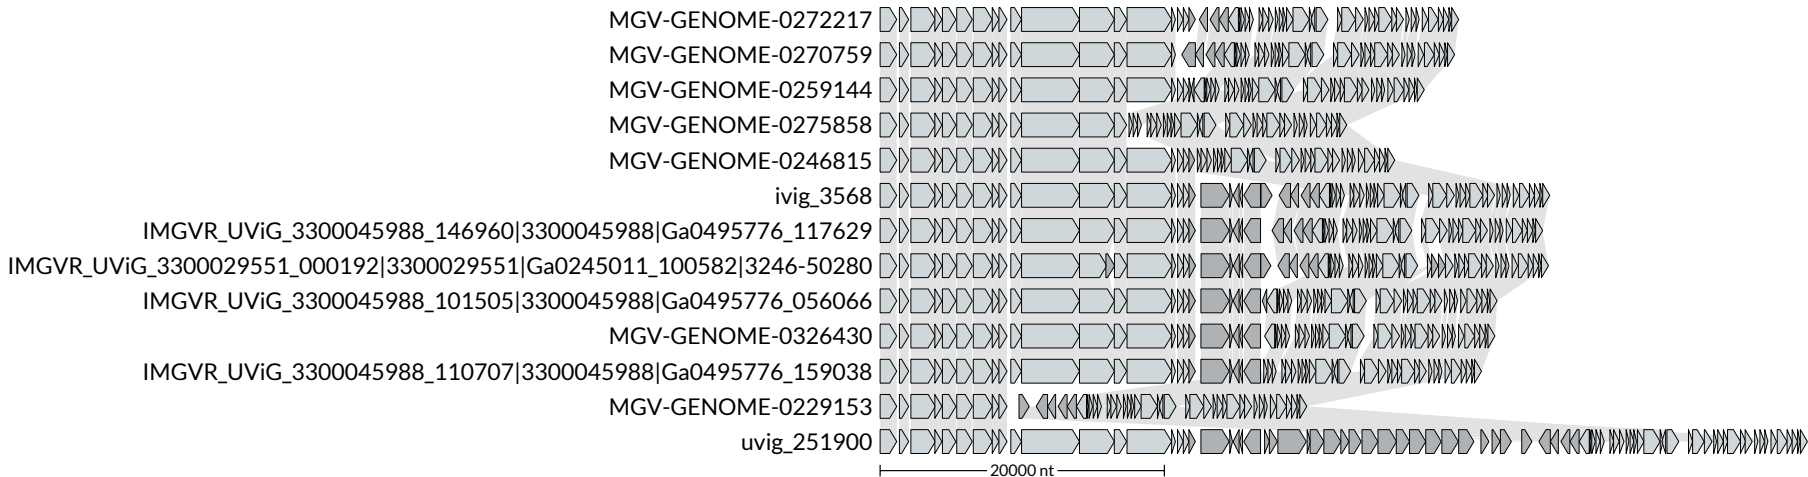 MGV-GENOME-0272217
MGV-GENOME-0270759
MGV-GENOME-0259144
MGV-GENOME-0275858
MGV-GENOME-0246815
ivig_3568
IMGVR_UViG_3300045988_146960|3300045988|Ga0495776_117629
IMGVR_UViG_3300029551_000192|3300029551|Ga0245011_100582|3246-50280
IMGVR_UViG_3300045988_101505|3300045988|Ga0495776_056066
MGV-GENOME-0326430
IMGVR_UViG_3300045988_110707|3300045988|Ga0495776_159038
MGV-GENOME-0229153
uvig_251900
20000 nt